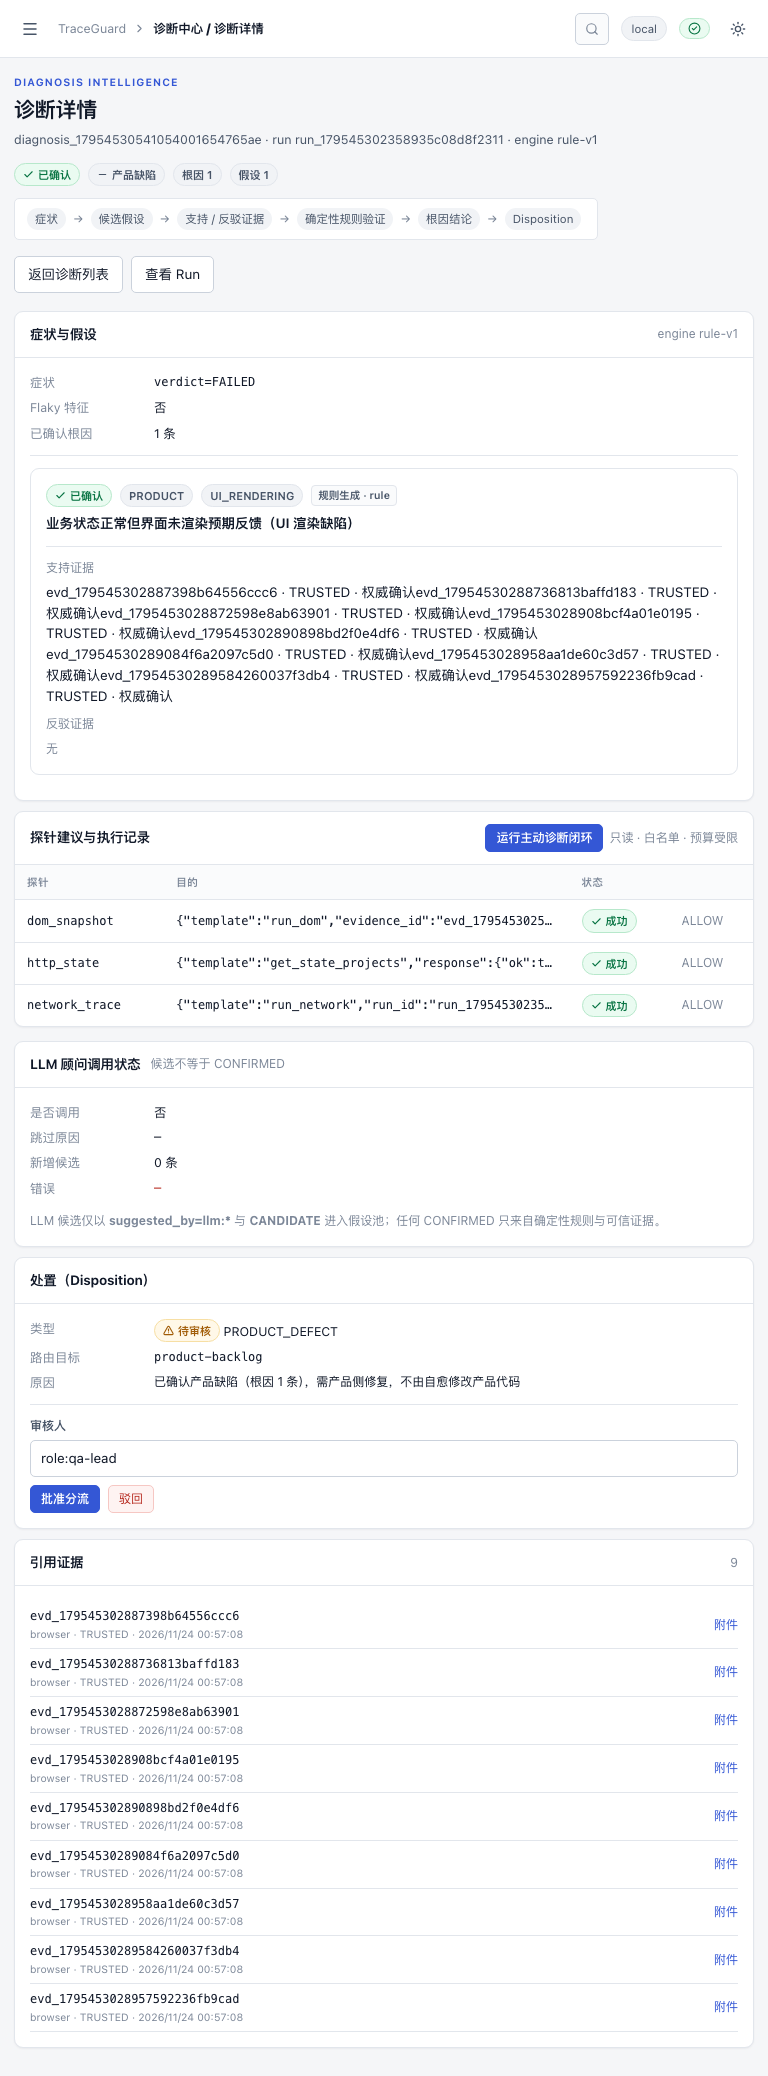 TraceGuard > 诊断中心 / 诊断详情 local
DIAGNOSIS INTELLIGENCE
诊断详情
diagnosis_17954530541054001654765ae · run run_179545302358935c08d8f2311 · engine rule-v1
已确认 产品缺陷 根因 1 假设 1
症状 → 候选假设 → 支持 / 反驳证据 → 确定性规则验证 → 根因结论 → Disposition
返回诊断列表 查看 Run
症状与假设 engine rule-v1
症状 verdict=FAILED
Flaky 特征 否
已确认根因 1 条
已确认 PRODUCT UI_RENDERING 规则生成 · rule
业务状态正常但界面未渲染预期反馈（UI 渲染缺陷）
支持证据
evd_179545302887398b64556ccc6 · TRUSTED · 权威确认evd_17954530288736813baffd183 · TRUSTED ·
权威确认evd_1795453028872598e8ab63901 · TRUSTED · 权威确认evd_1795453028908bcf4a01e0195 ·
TRUSTED · 权威确认evd_179545302890898bd2f0e4df6 · TRUSTED · 权威确认
evd_17954530289084f6a2097c5d0 · TRUSTED · 权威确认evd_1795453028958aa1de60c3d57 · TRUSTED ·
权威确认evd_1795453028958426​0037f3db4 · TRUSTED · 权威确认evd_1795453028957592236fb9cad ·
TRUSTED · 权威确认
反驳证据
无
探针建议与执行记录 运行主动诊断闭环 只读 · 白名单 · 预算受限
探针 目的 状态
dom_snapshot {"template":"run_dom","evidence_id":"evd_1795453025… 成功 ALLOW
http_state {"template":"get_state_projects","response":{"ok":t… 成功 ALLOW
network_trace {"template":"run_network","run_id":"run_17954530235… 成功 ALLOW
LLM 顾问调用状态 候选不等于 CONFIRMED
是否调用 否
跳过原因 —
新增候选 0 条
错误 —
LLM 候选仅以 suggested_by=llm:* 与 CANDIDATE 进入假设池；任何 CONFIRMED 只来自确定性规则与可信证据。
处置（Disposition）
类型 待审核 PRODUCT_DEFECT
路由目标 product-backlog
原因 已确认产品缺陷（根因 1 条），需产品侧修复，不由自愈修改产品代码
审核人
role:qa-lead
批准分流 驳回
引用证据 9
evd_179545302887398b64556ccc6
browser · TRUSTED · 2026/11/24 00:57:08 附件
evd_17954530288736813baffd183
browser · TRUSTED · 2026/11/24 00:57:08 附件
evd_1795453028872598e8ab63901
browser · TRUSTED · 2026/11/24 00:57:08 附件
evd_1795453028908bcf4a01e0195
browser · TRUSTED · 2026/11/24 00:57:08 附件
evd_179545302890898bd2f0e4df6
browser · TRUSTED · 2026/11/24 00:57:08 附件
evd_17954530289084f6a2097c5d0
browser · TRUSTED · 2026/11/24 00:57:08 附件
evd_1795453028958aa1de60c3d57
browser · TRUSTED · 2026/11/24 00:57:08 附件
evd_17954530289584260037f3db4
browser · TRUSTED · 2026/11/24 00:57:08 附件
evd_1795453028957592236fb9cad
browser · TRUSTED · 2026/11/24 00:57:08 附件